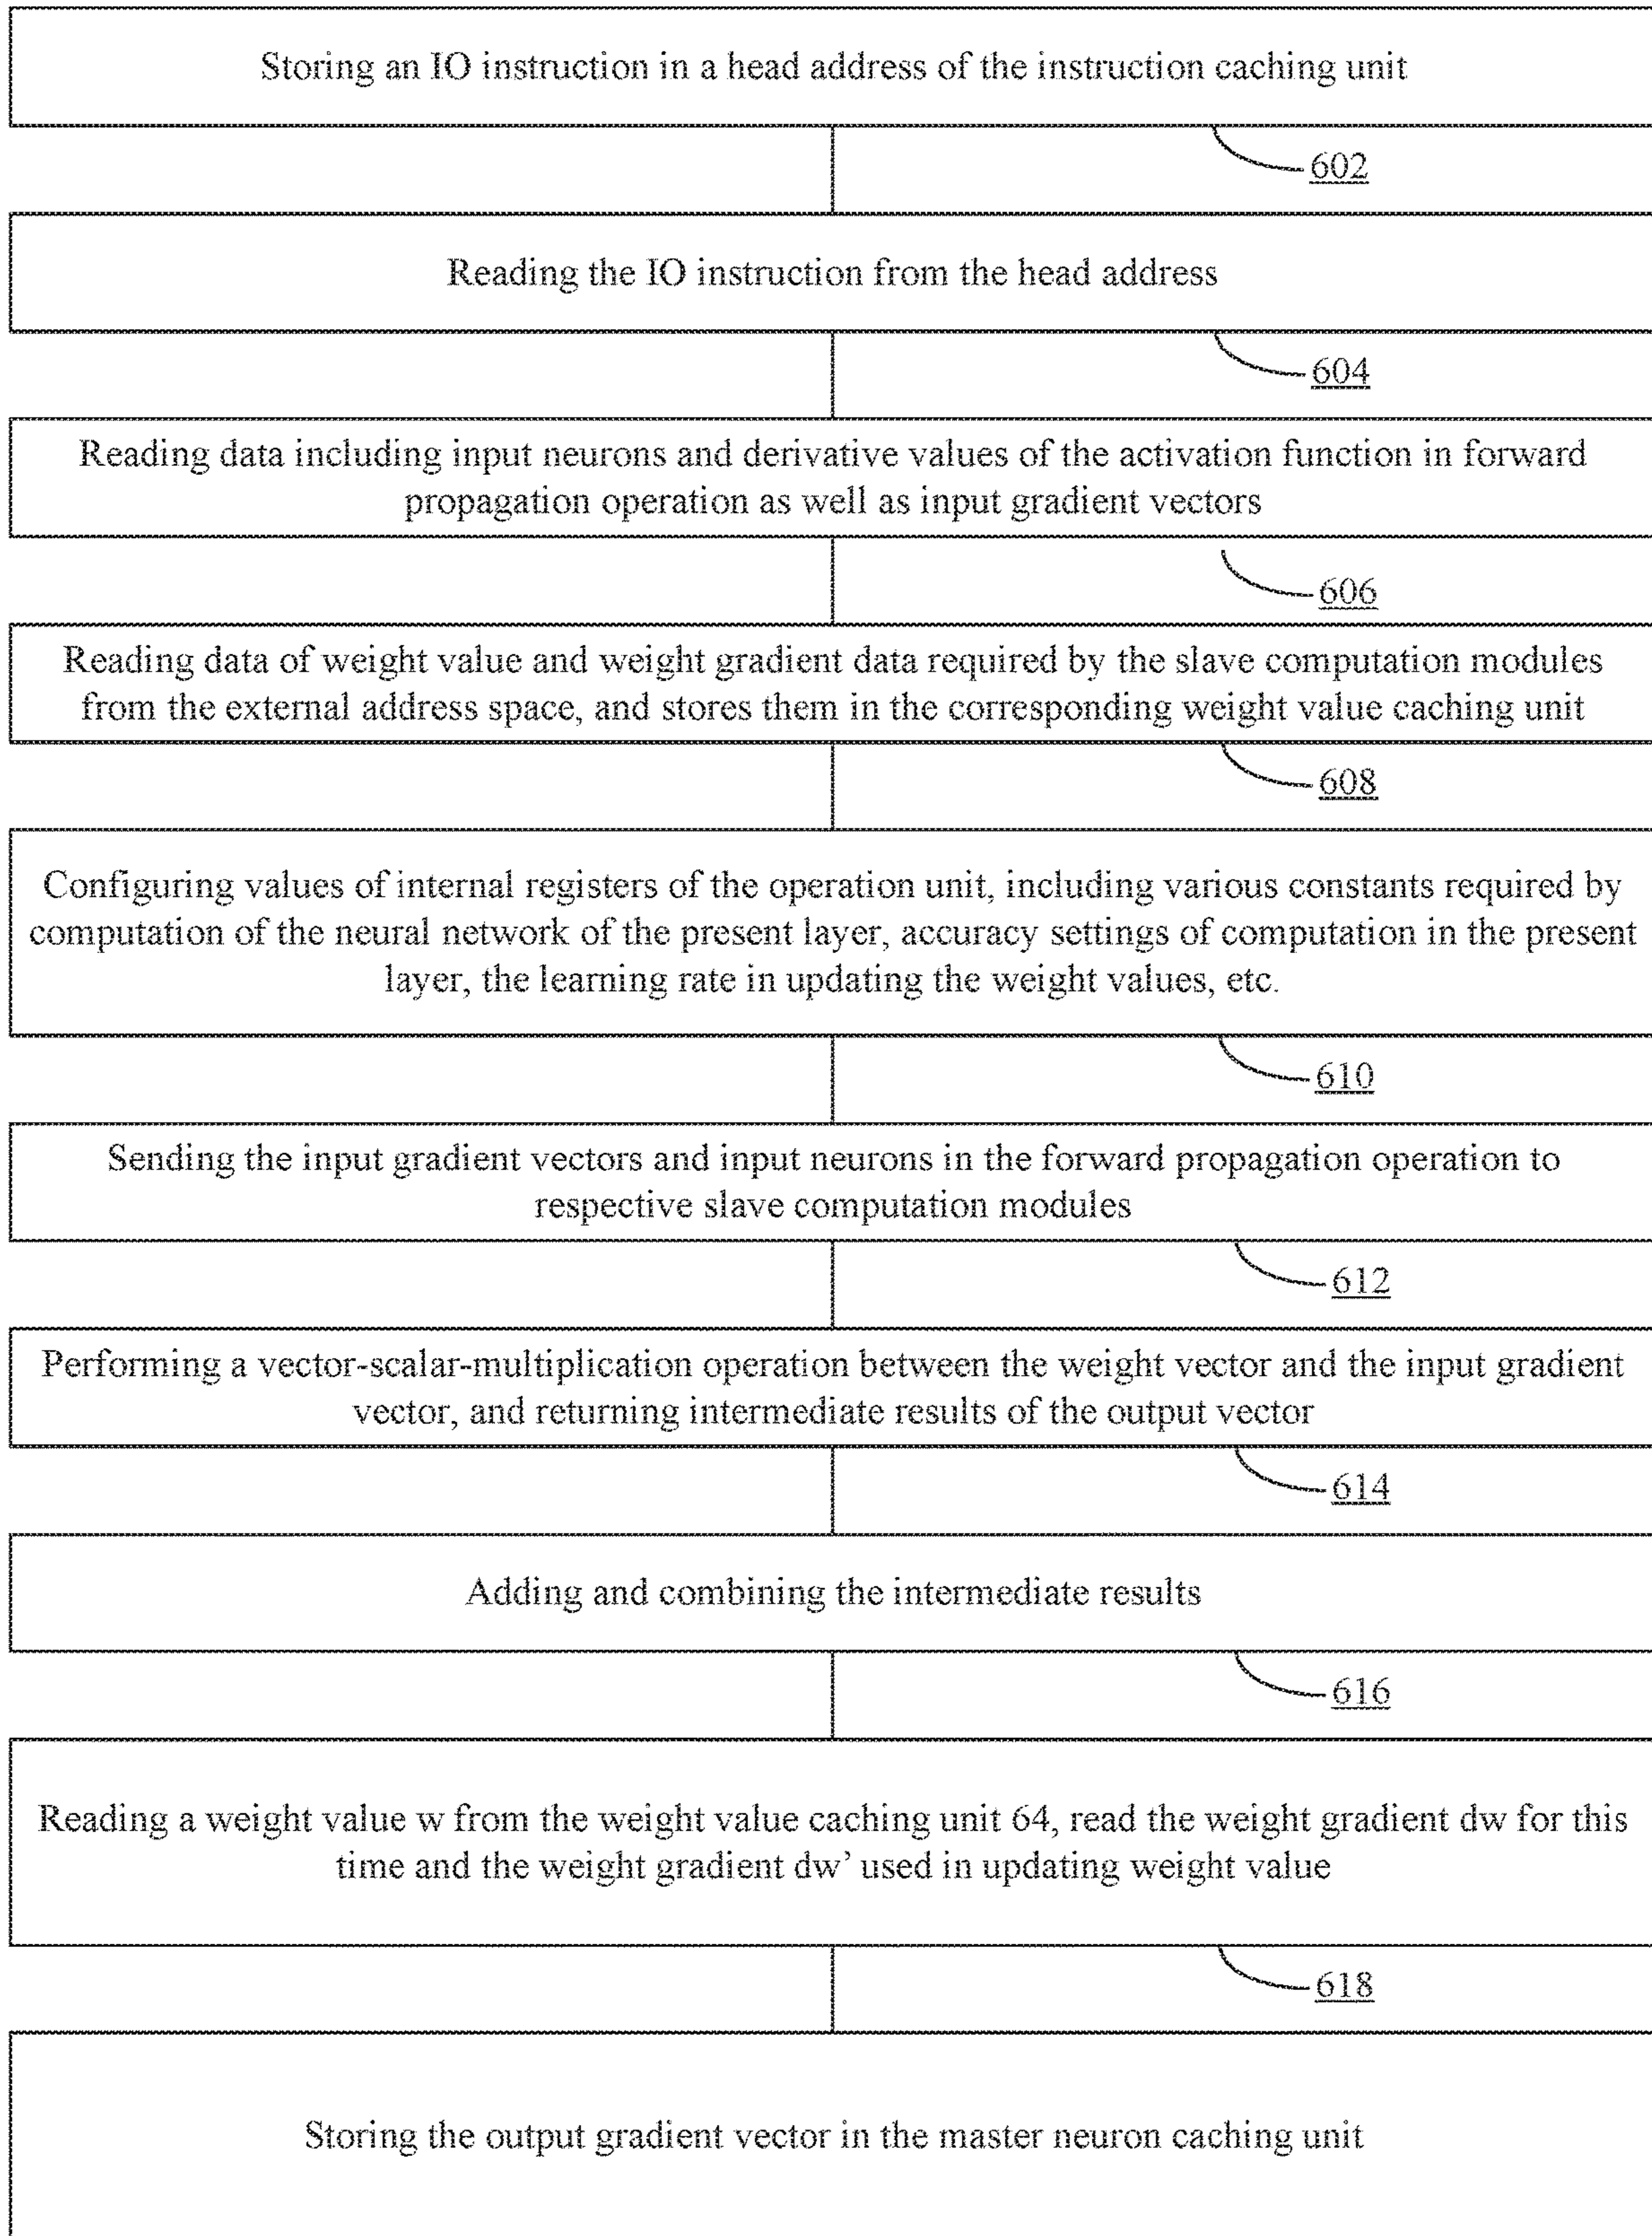 Storing an IO instruction in a head address of the instruction caching unit
602
Reading the IO instruction from the head address
604
Reading data including input neurons and derivative values of the activation function in forward
propagation operation as well as input gradient vectors
606
Reading data of weight value and weight gradient data required by the slave computation modules
from the external address space, and stores them in the corresponding weight value caching unit
608
Configuring values of internal registers of the operation unit, including various constants required by
computation of the neural network of the present layer, accuracy settings of computation in the present
layer, the learning rate in updating the weight values, etc.
610
Sending the input gradient vectors and input neurons in the forward propagation operation to
respective slave computation modules
612
Performing a vector-scalar-multiplication operation between the weight vector and the input gradient
vector, and returning intermediate results of the output vector
614
Adding and combining the intermediate results
616
Reading a weight value w from the weight value caching unit 64, read the weight gradient dw for this
time and the weight gradient dw’ used in updating weight value
618
Storing the output gradient vector in the master neuron caching unit